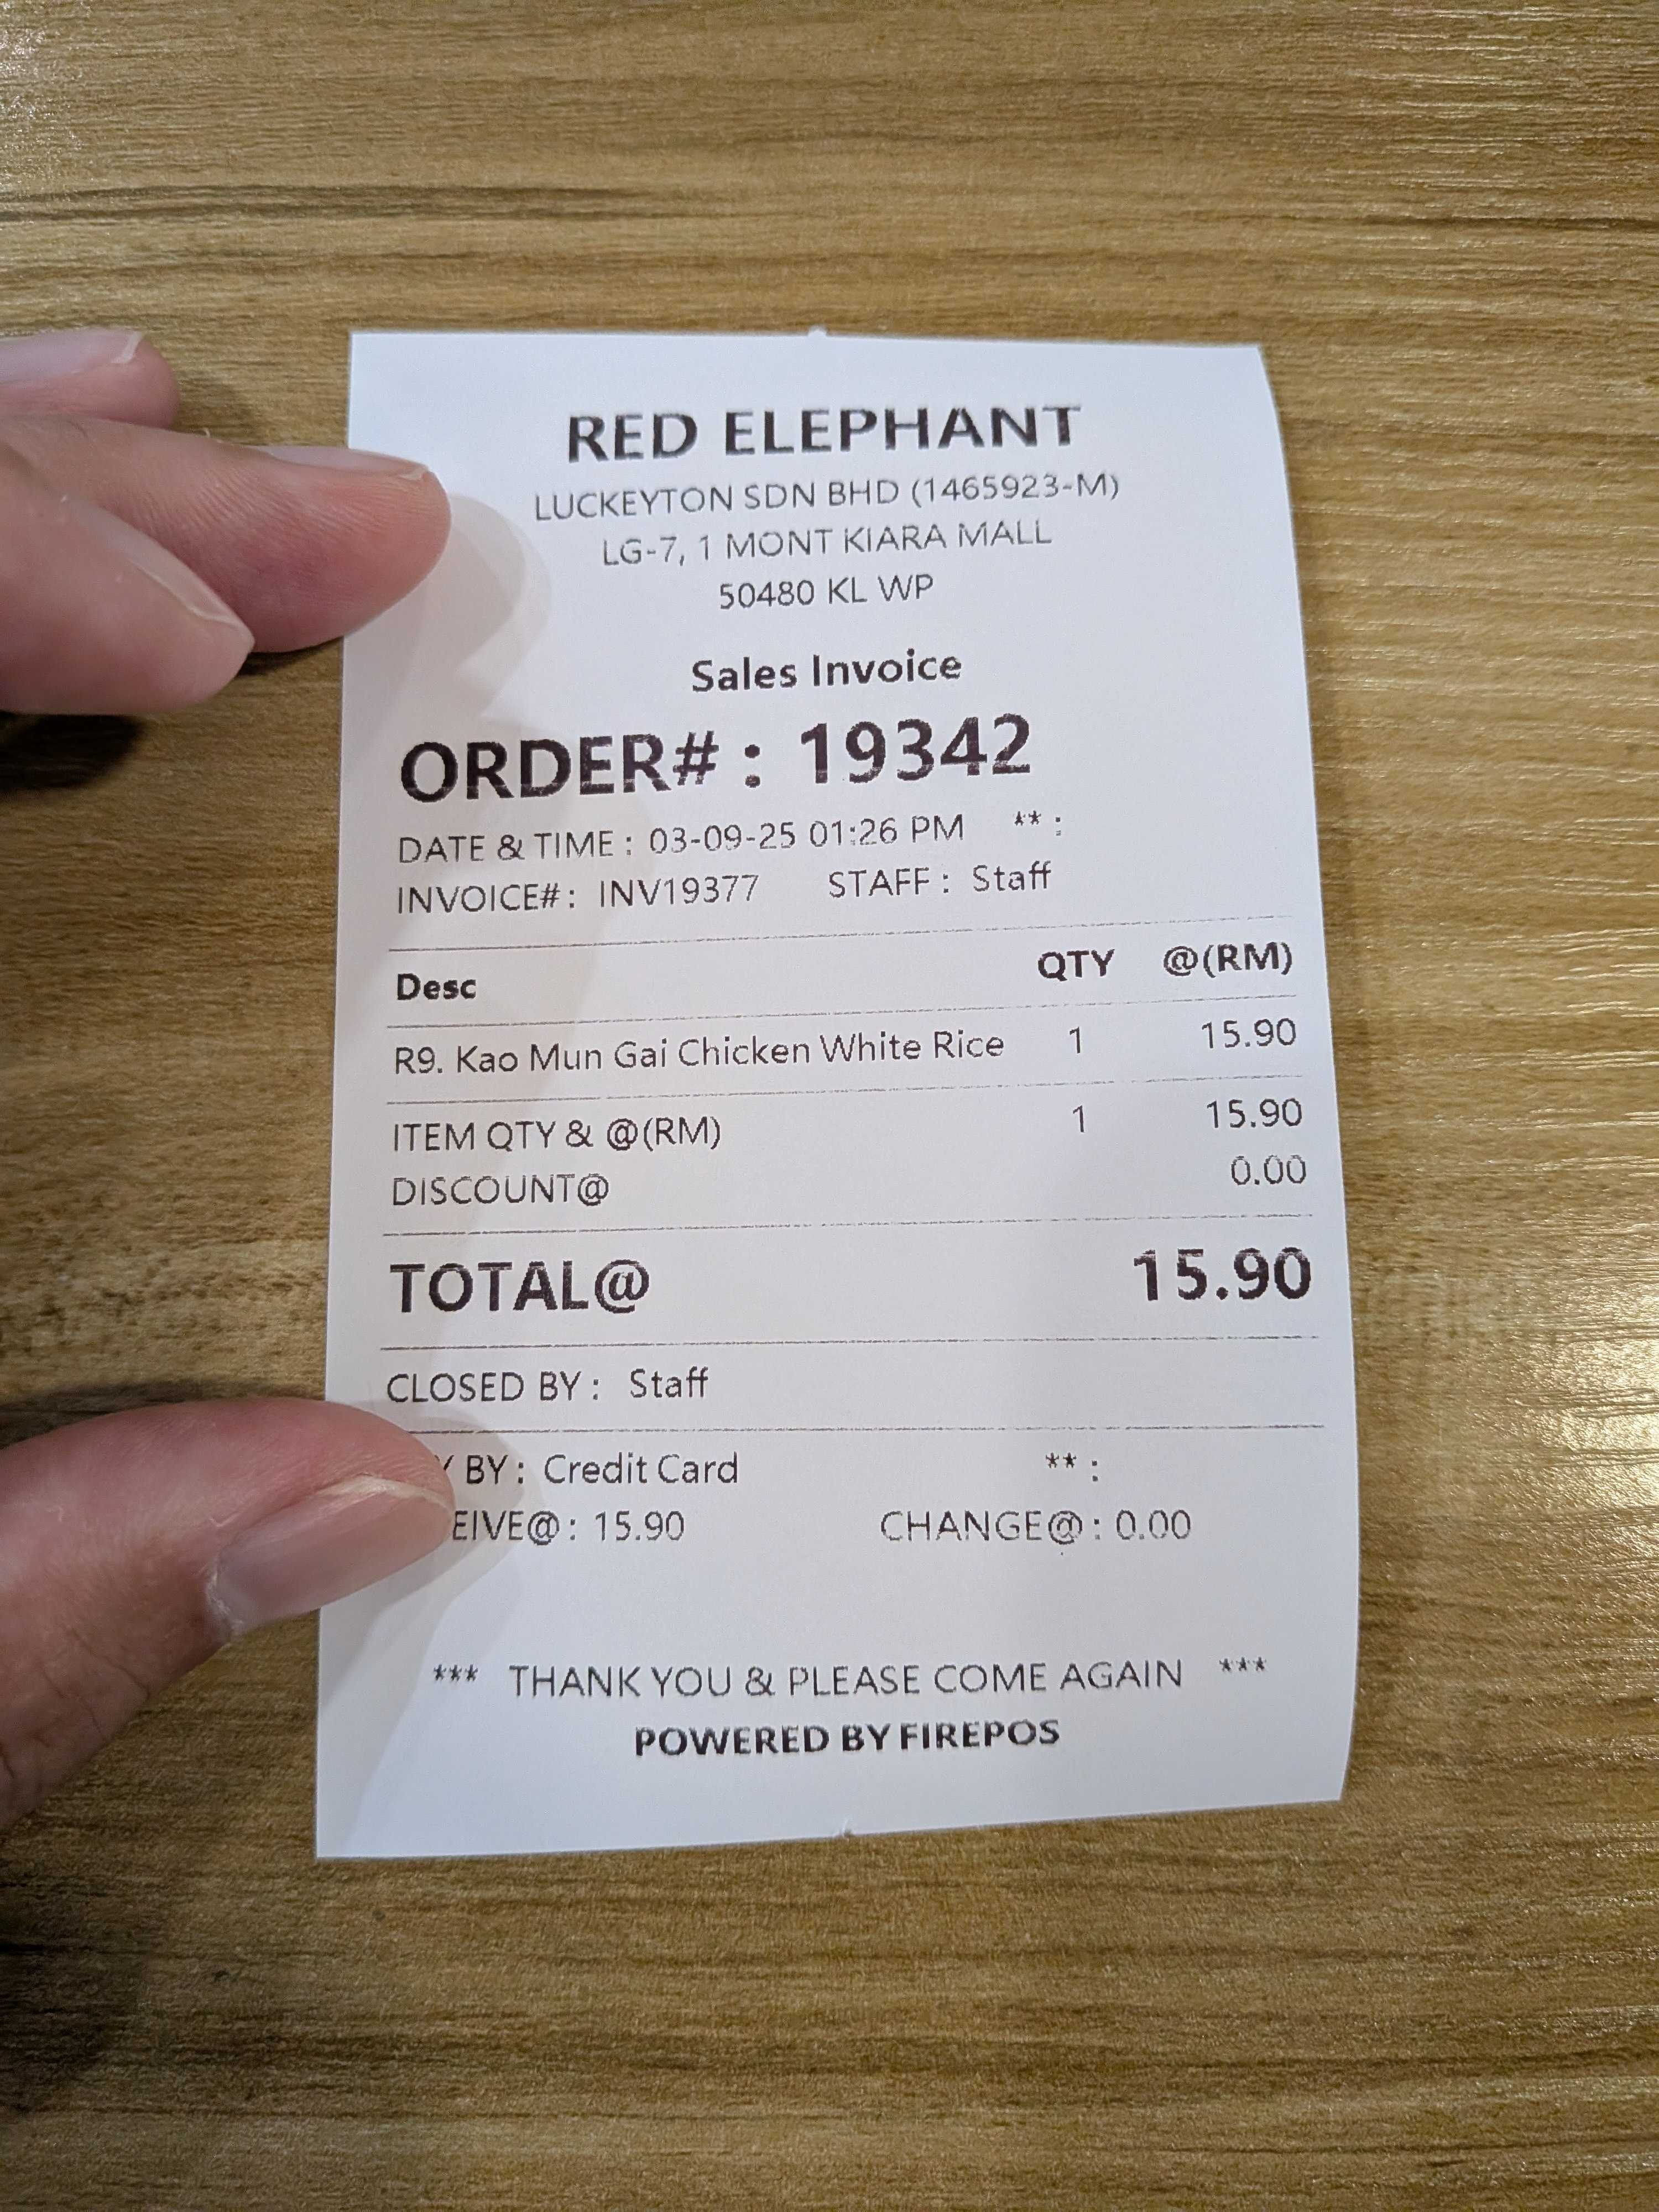 RED ELEPHANT
LUCKEYTON SDN BHD (1465923-M)
LG-7, 1 MONT KIARA MALL
50480 KL WP
Sales Invoice
ORDER# : 19342
DATE & TIME : 03-09-25 01:26 PM ** :
INVOICE# : INV19377 STAFF : Staff
Desc QTY @(RM)
R9. Kao Mun Gai Chicken White Rice 1 15.90
ITEM QTY & @(RM) 1 15.90
DISCOUNT@ 0.00
TOTAL@ 15.90
CLOSED BY : Staff
BY : Credit Card ** :
EIVE@ : 15.90 CHANGE@ : 0.00
*** THANK YOU & PLEASE COME AGAIN ***
POWERED BY FIREPOS